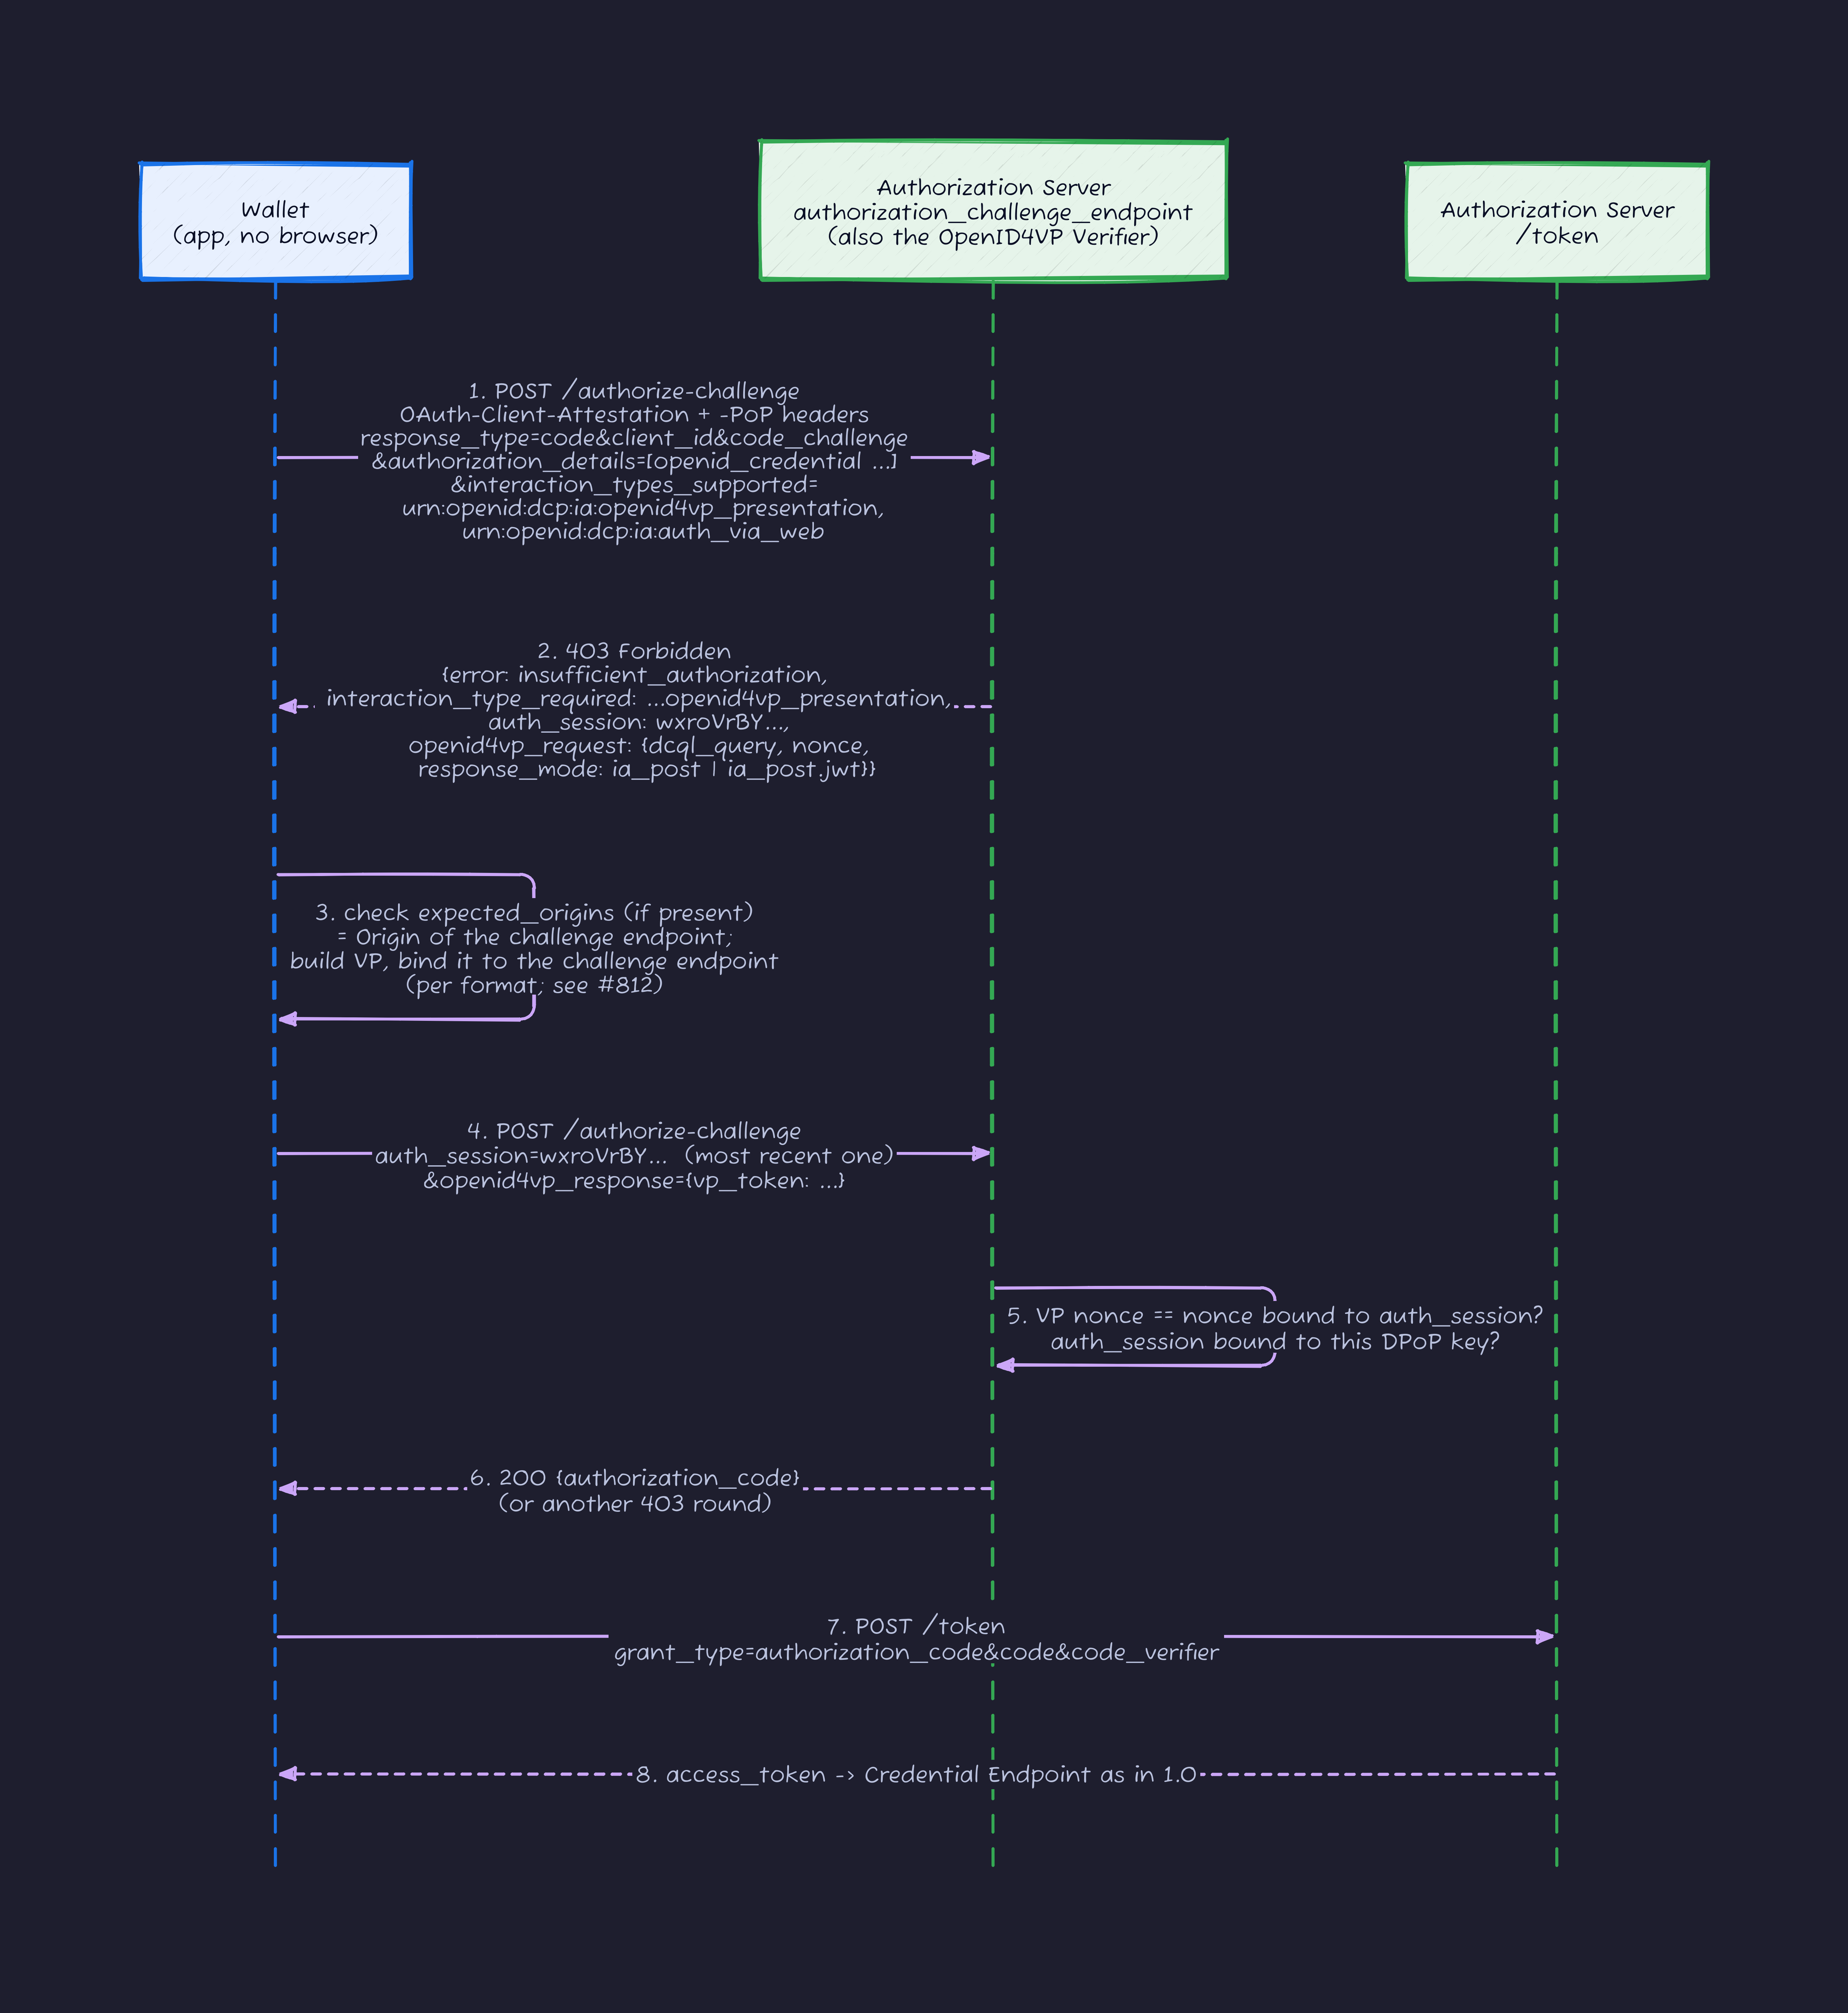 Wallet
(app, no browser)
Authorization Server
authorization_challenge_endpoint
(also the OpenID4VP Verifier)
Authorization Server
/token
1. POST /authorize-challenge
OAuth-Client-Attestation + -PoP headers
response_type=code&client_id&code_challenge
&authorization_details=[openid_credential ...]
&interaction_types_supported=
urn:openid:dcp:ia:openid4vp_presentation,
urn:openid:dcp:ia:auth_via_web
2. 403 Forbidden
{error: insufficient_authorization,
interaction_type_required: ...openid4vp_presentation,
auth_session: wxroVrBY...,
openid4vp_request: {dcql_query, nonce,
response_mode: ia_post | ia_post.jwt}}
3. check expected_origins (if present)
= Origin of the challenge endpoint;
build VP, bind it to the challenge endpoint
(per format; see #812)
4. POST /authorize-challenge
auth_session=wxroVrBY... (most recent one)
&openid4vp_response={vp_token: ...}
5. VP nonce == nonce bound to auth_session?
auth_session bound to this DPoP key?
6. 200 {authorization_code}
(or another 403 round)
7. POST /token
grant_type=authorization_code&code&code_verifier
8. access_token -> Credential Endpoint as in 1.0